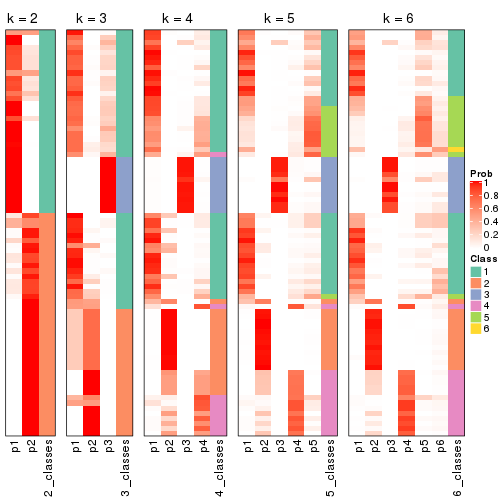 k = 2
k = 3
k = 4
k = 5
k = 6
Prob
1
0.8
0.6
0.4
0.2
0
Class
1
2
3
4
5
6
p1
p2
2_classes
p1
p2
p3
3_classes
p1
p2
p3
p4
4_classes
p1
p2
p3
p4
p5
5_classes
p1
p2
p3
p4
p5
p6
6_classes